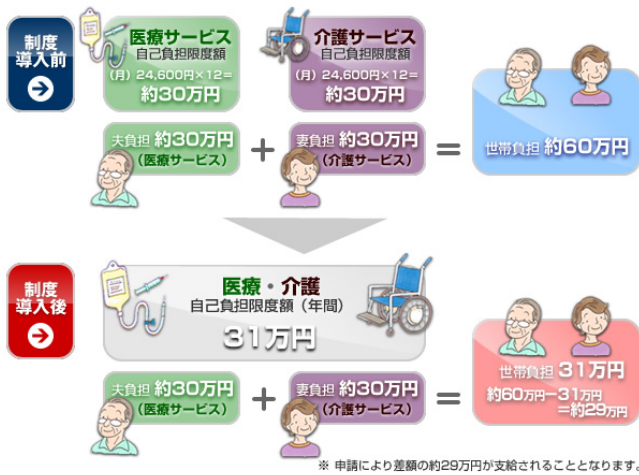 制度
導入前
医療サービス
自己負担限度額
（月）24,600円×12＝
約30万円
介護サービス
自己負担限度額
（月）24,600円×12＝
約30万円
夫負担 約30万円
（医療サービス）
＋
妻負担 約30万円
（介護サービス）
＝
世帯負担 約60万円
制度
導入後
医療・介護
自己負担限度額（年間）
31万円
夫負担 約30万円
（医療サービス）
＋
妻負担 約30万円
（介護サービス）
＝
世帯負担 31万円
約60万円－31万円
＝約29万円
※ 申請により差額の約29万円が支給されることとなります。